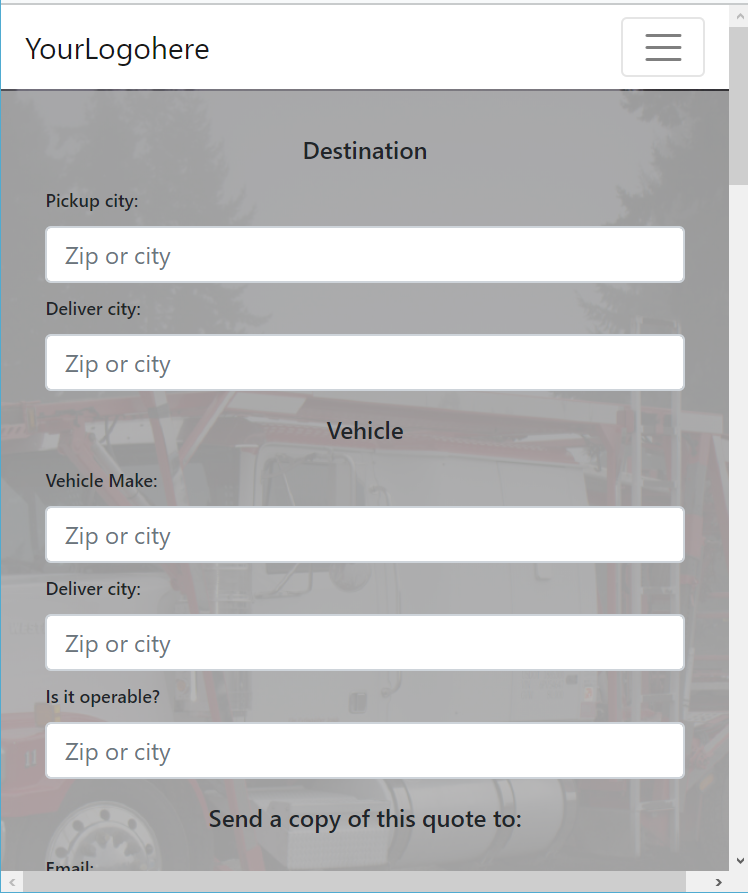 YourLogohere
Destination
Pickup city:
Zip or city
Deliver city:
Zip or city
Vehicle
Vehicle Make:
Zip or city
Deliver city:
Zip or city
Is it operable?
Zip or city
Send a copy of this quote to:
Email: